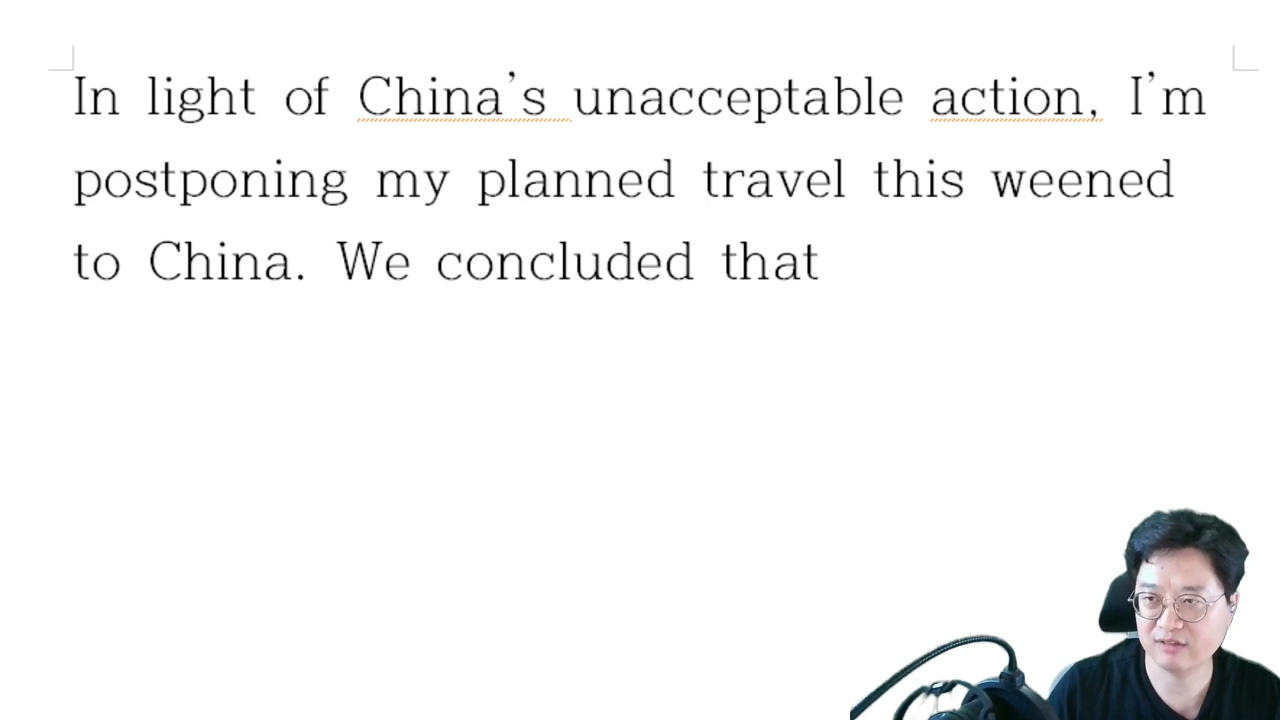 In light of China's unacceptable action, I'm
postponing my planned travel this weened
to China. We concluded that